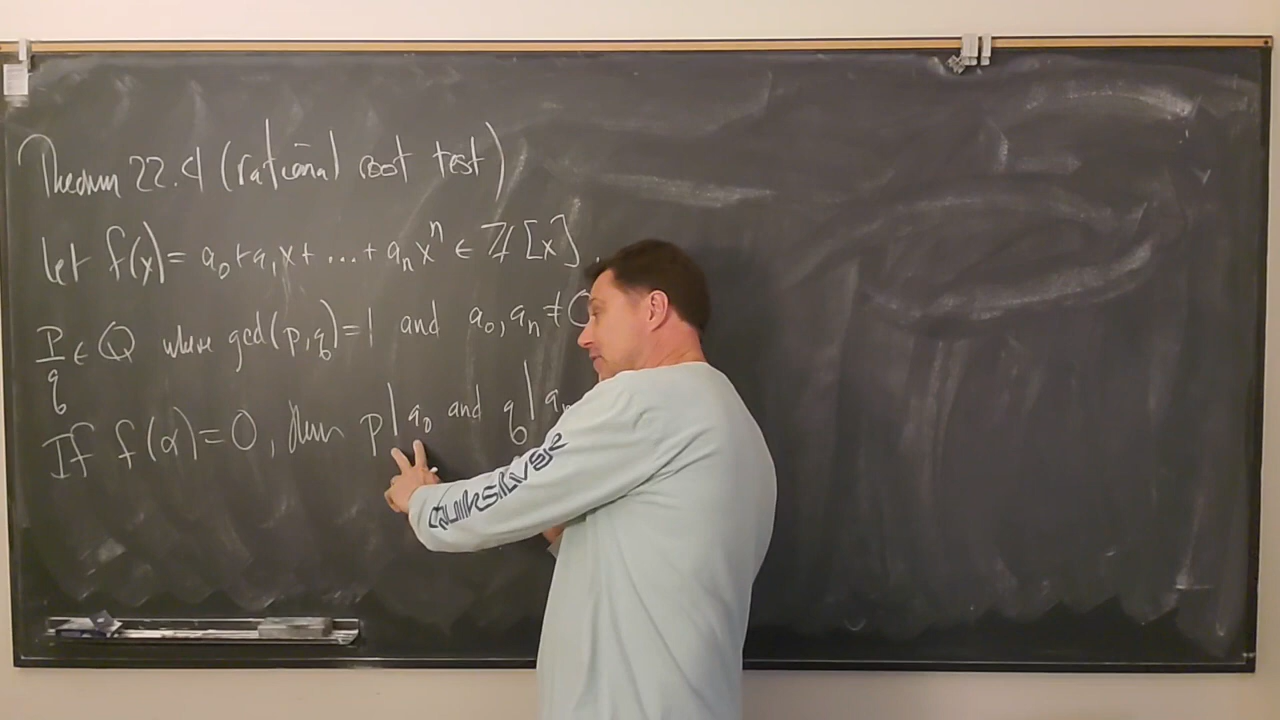 Theorem 22.4 (rational root test)
Let f(x) = a₀ + a₁x + ... + aₙxⁿ ∈ ℤ[x].
p/q ∈ Q where gcd(p,q)=1 and a₀, aₙ ≠ 0
If f(α)=0, then p|a₀ and q|aₙ
QUIKSILVER